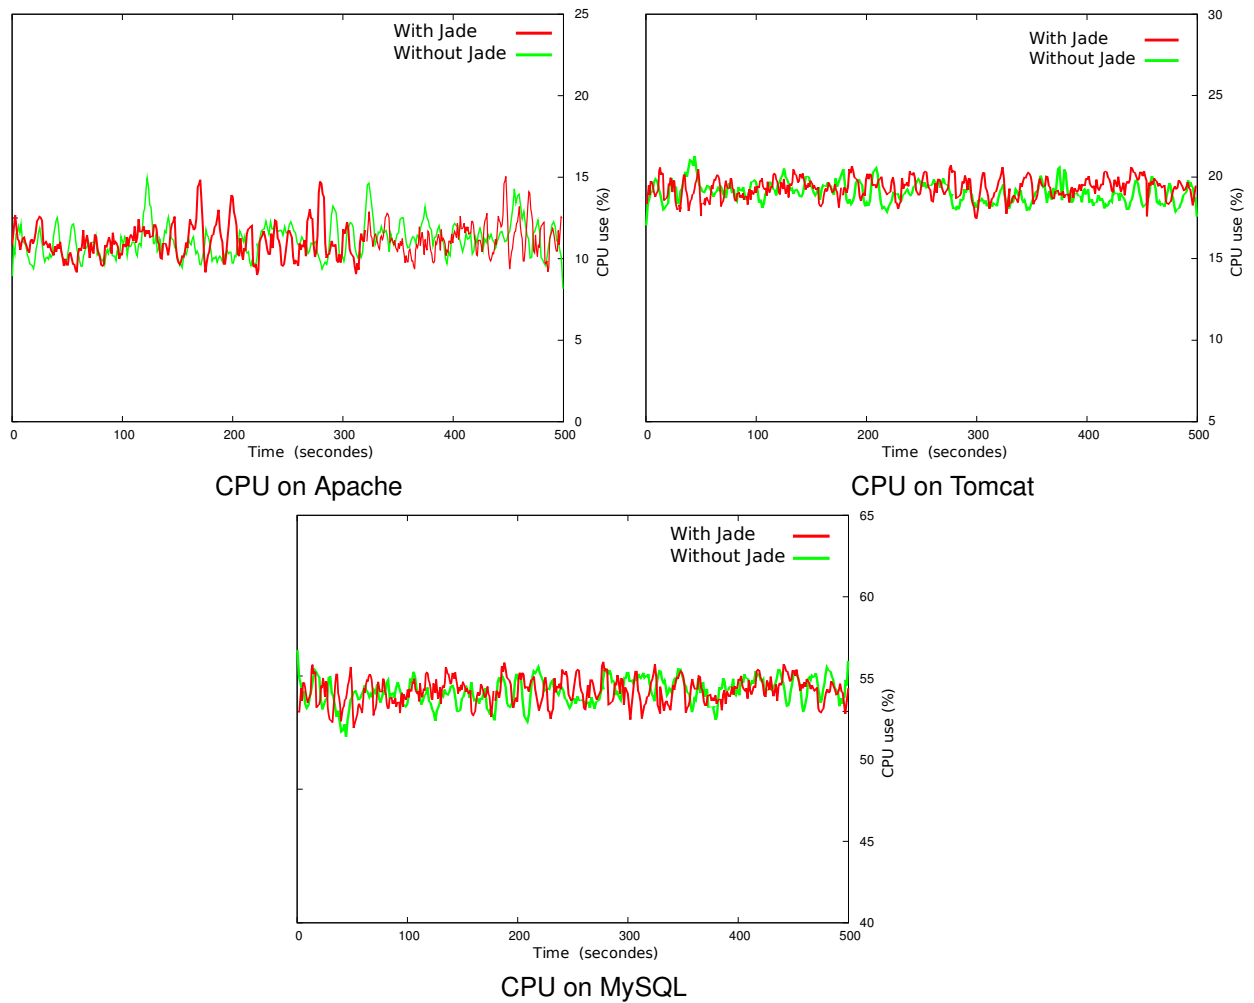 With Jade
Without Jade
25
20
15
10
5
0
CPU use (%)
0 100 200 300 400 500
Time (secondes)
CPU on Apache
With Jade
Without Jade
30
25
20
15
10
5
CPU use (%)
0 100 200 300 400 500
Time (secondes)
CPU on Tomcat
With Jade
Without Jade
65
60
55
50
45
40
CPU use (%)
0 100 200 300 400 500
Time (secondes)
CPU on MySQL